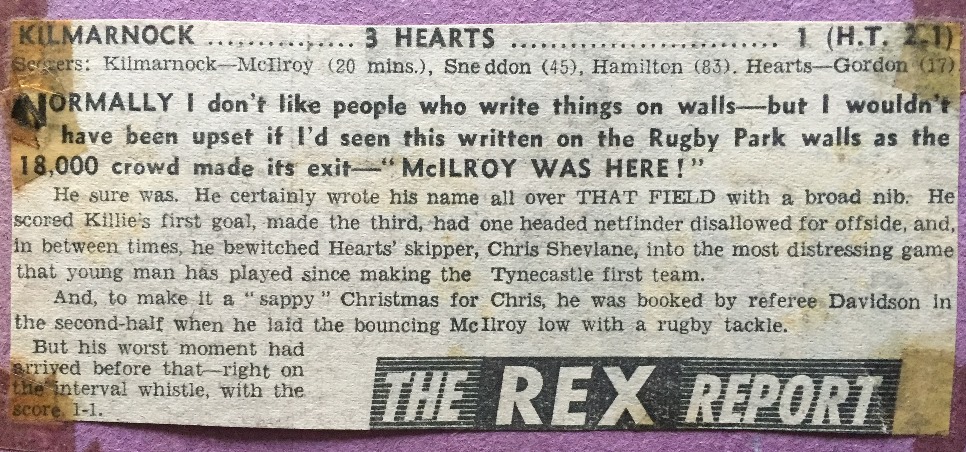 KILMARNOCK ................ 3 HEARTS ............................ 1 (H.T. 2-1)
Scorers: Kilmarnock—McIlroy (20 mins.), Sneddon (45), Hamilton (83). Hearts—Gordon (17)
NORMALLY I don't like people who write things on walls—but I wouldn't
have been upset if I'd seen this written on the Rugby Park walls as the
18,000 crowd made its exit—"McILROY WAS HERE!"
He sure was. He certainly wrote his name all over THAT FIELD with a broad nib. He
scored Killie's first goal, made the third, had one headed netfinder disallowed for offside, and,
in between times, he bewitched Hearts' skipper, Chris Shevlane, into the most distressing game
that young man has played since making the Tynecastle first team.
And, to make it a "sappy" Christmas for Chris, he was booked by referee Davidson in
the second-half when he laid the bouncing McIlroy low with a rugby tackle.
But his worst moment had
arrived before that—right on
the interval whistle, with the
score 1-1.
THE REX REPORT